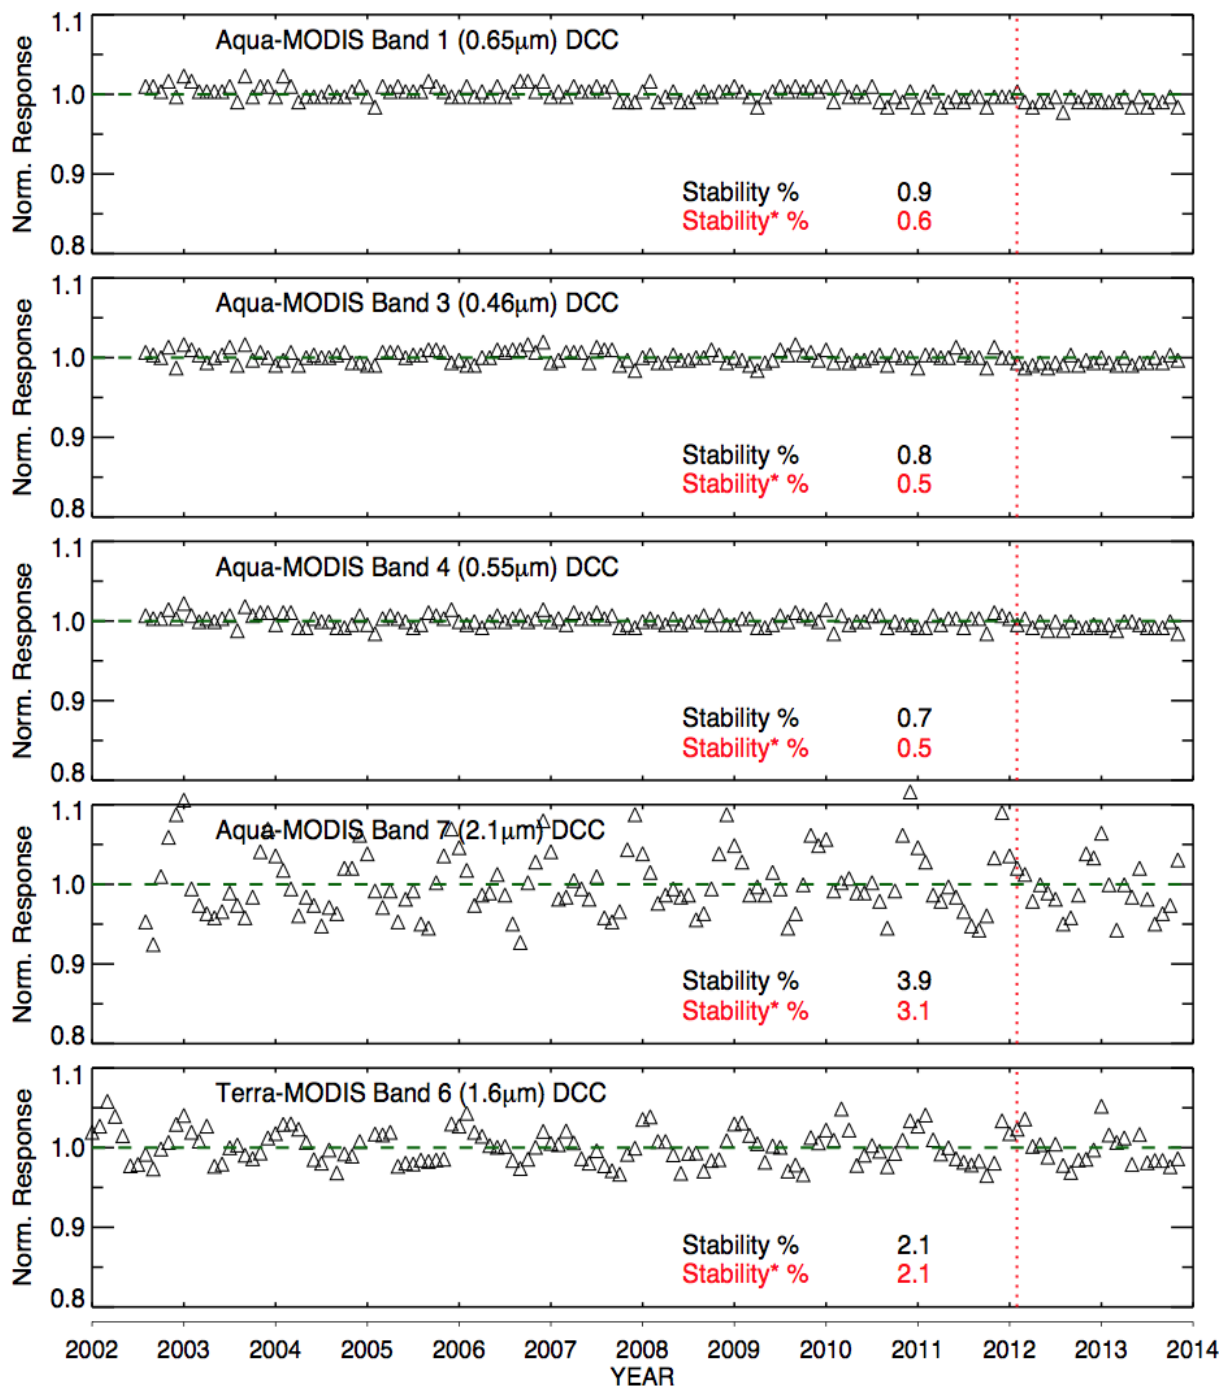 Aqua-MODIS Band 1 (0.65μm) DCC
Norm. Response
1.1
1.0
0.9
0.8
Stability % 0.9
Stability* % 0.6
Aqua-MODIS Band 3 (0.46μm) DCC
Norm. Response
1.1
1.0
0.9
0.8
Stability % 0.8
Stability* % 0.5
Aqua-MODIS Band 4 (0.55μm) DCC
Norm. Response
1.1
1.0
0.9
0.8
Stability % 0.7
Stability* % 0.5
Aqua-MODIS Band 7 (2.1μm) DCC
Norm. Response
1.1
1.0
0.9
0.8
Stability % 3.9
Stability* % 3.1
Terra-MODIS Band 6 (1.6μm) DCC
Norm. Response
1.1
1.0
0.9
0.8
Stability % 2.1
Stability* % 2.1
2002 2003 2004 2005 2006 2007 2008 2009 2010 2011 2012 2013 2014
YEAR